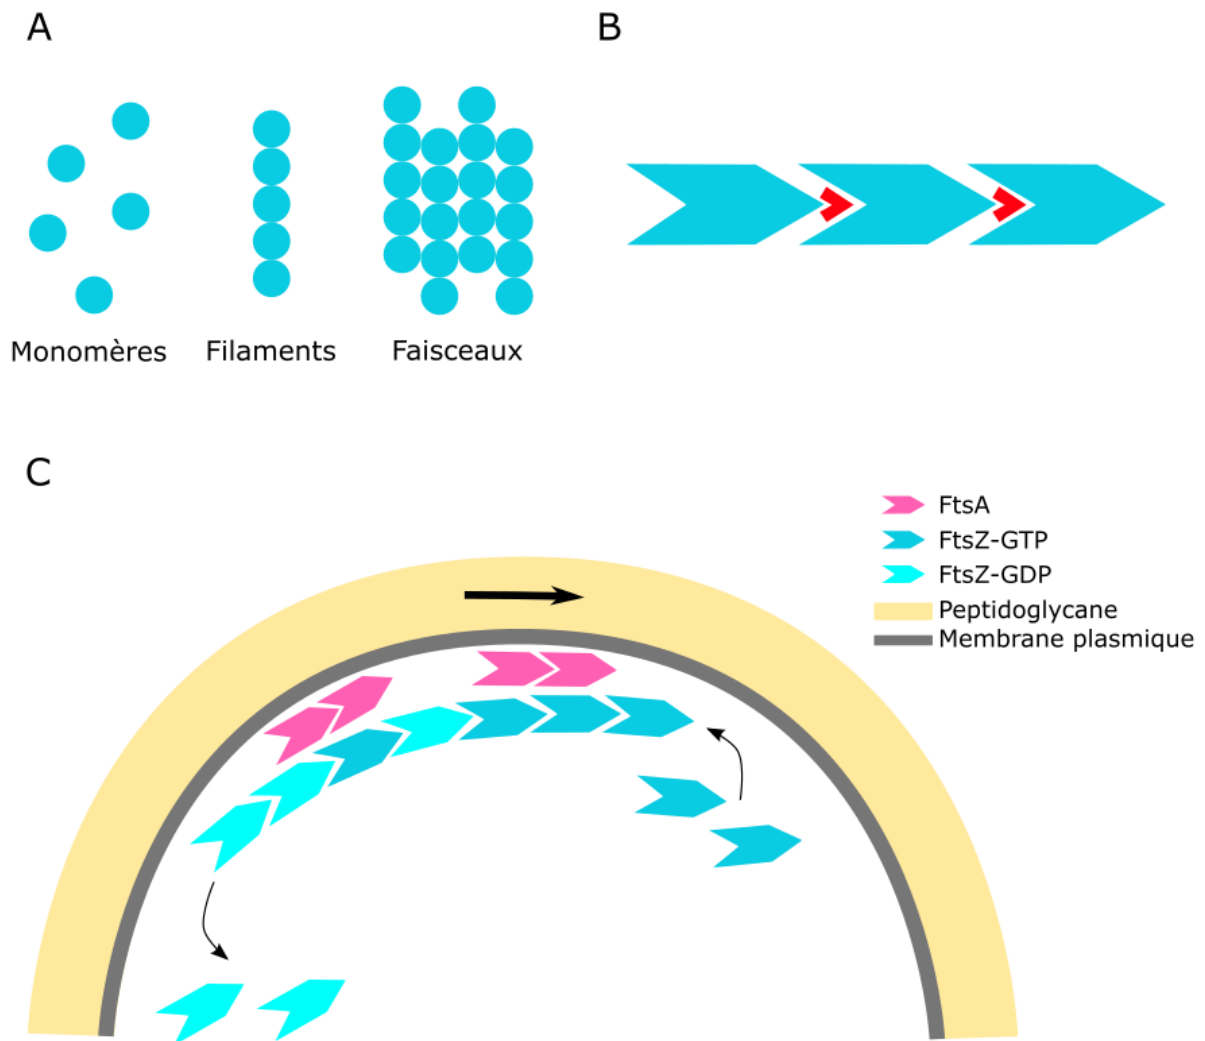 A
B
Monomères
Filaments
Faisceaux
C
FtsA
FtsZ-GTP
FtsZ-GDP
Peptidoglycane
Membrane plasmique